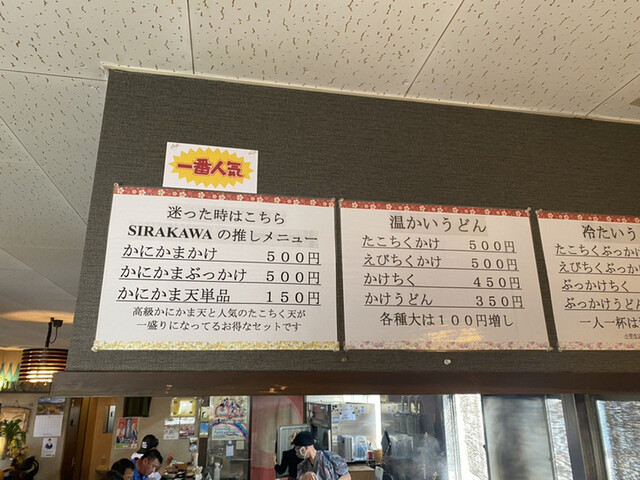 一番人気
迷った時はこちら
SIRAKAWA の推しメニュー
かにかまかけ 500円
かにかまぶっかけ 500円
かにかま天単品 150円
高級かにかま天と人気のたこちく天が
一盛りになってるお得なセットです
温かいうどん
たこちくかけ 500円
えびちくかけ 500円
かけちく 450円
かけうどん 350円
各種大は100円増し
冷たいう
たこちくぶっか
えびちくぶっか
ぶっかけち
ぶっかけうど
一人一杯は